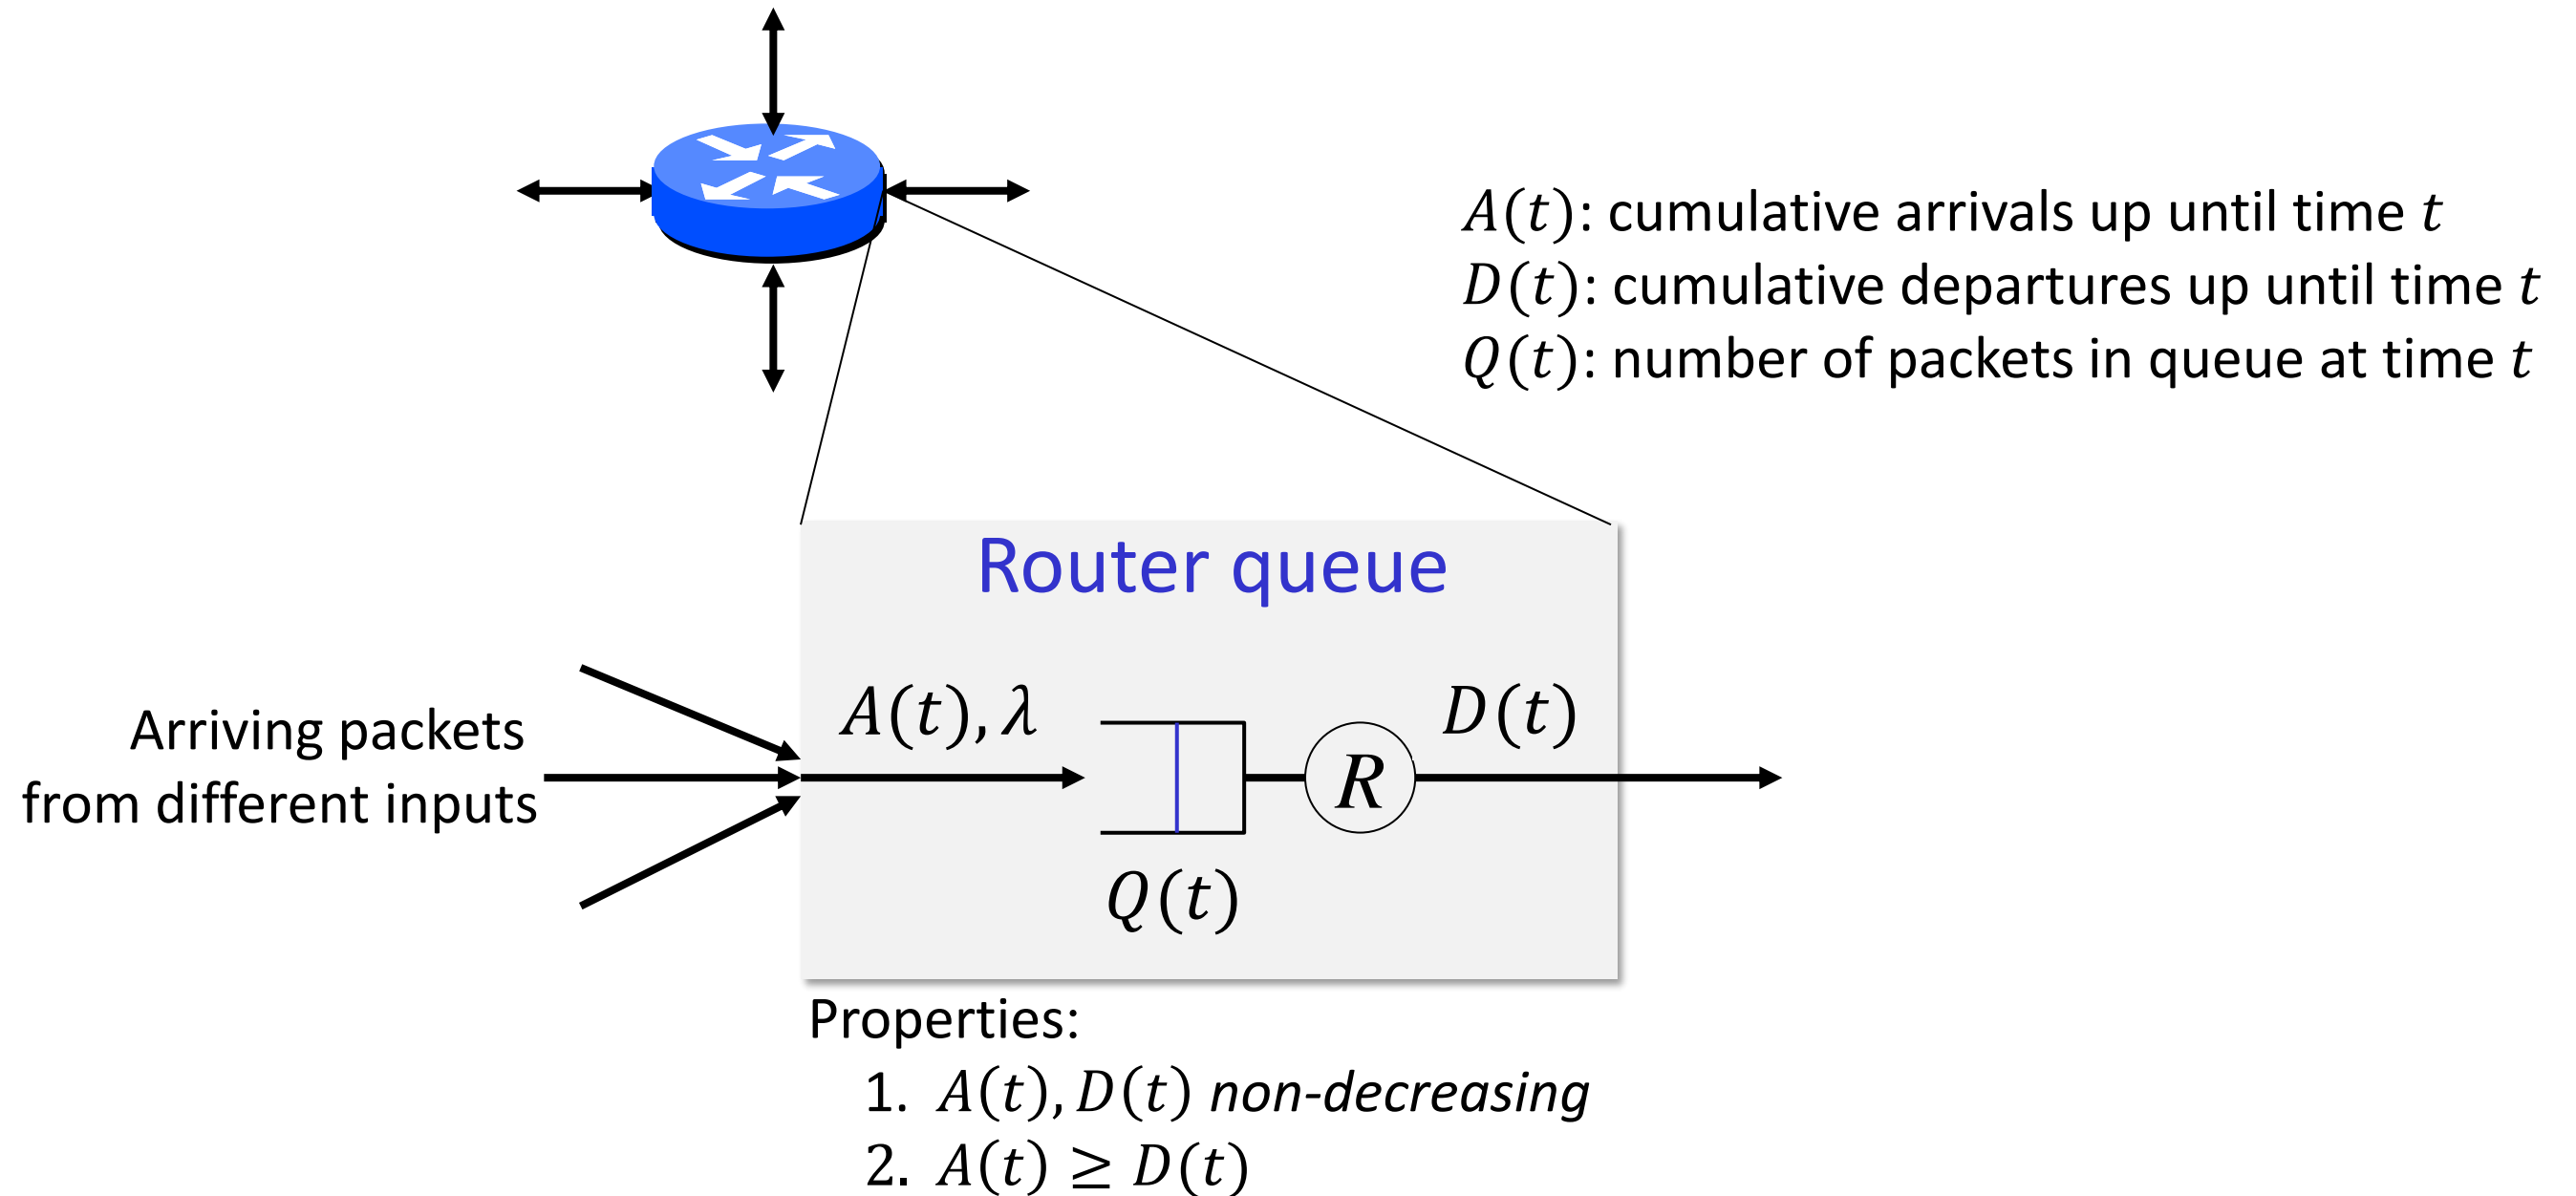 A(t): cumulative arrivals up until time t
D(t): cumulative departures up until time t
Q(t): number of packets in queue at time t
Router queue
Arriving packets
from different inputs
A(t), λ
D(t)
R
Q(t)
Properties:
1. A(t), D(t) non-decreasing
2. A(t) ≥ D(t)